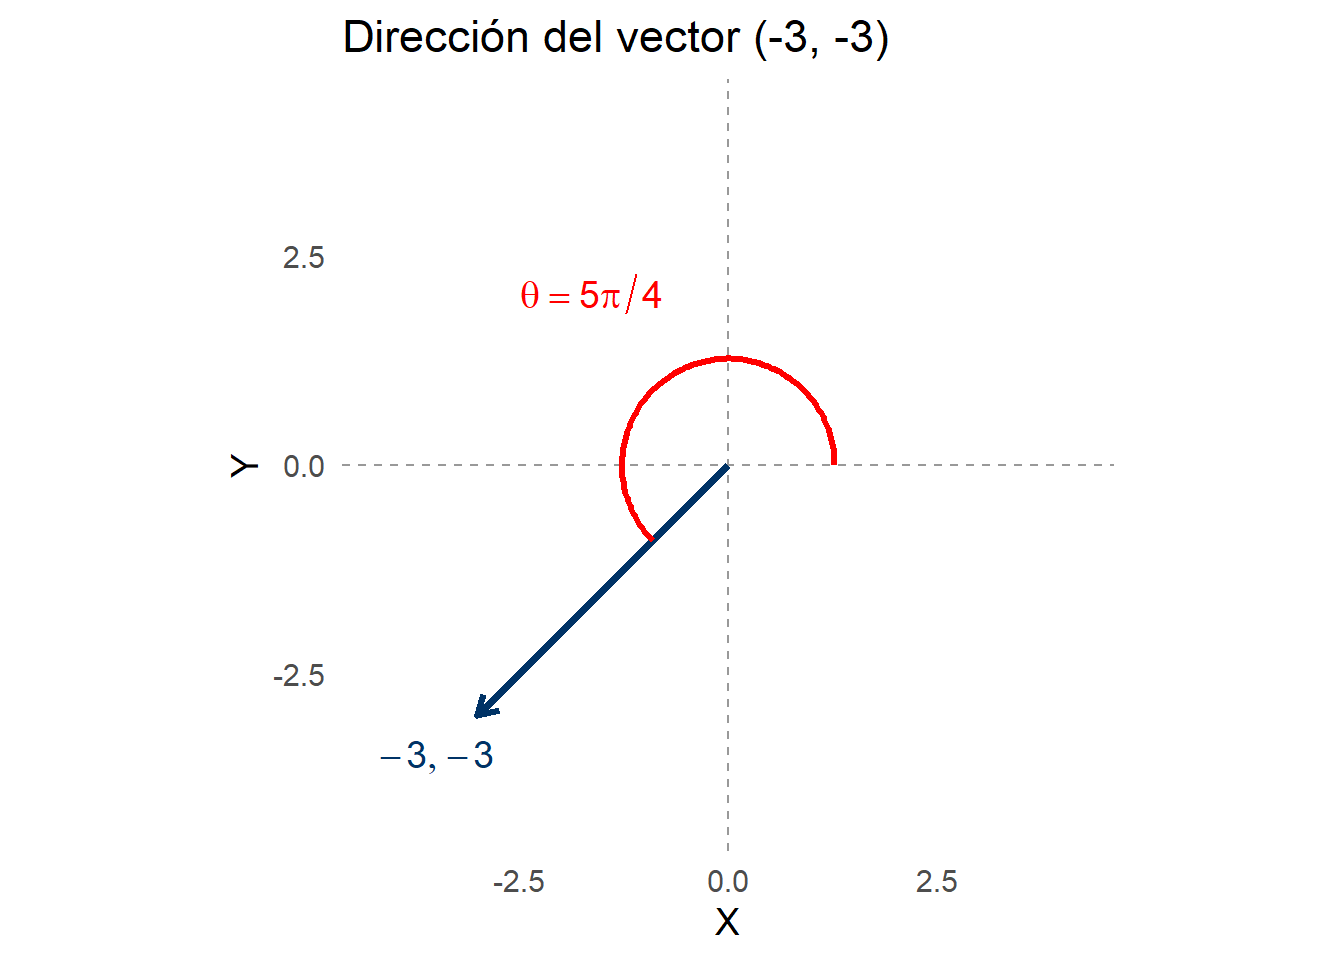 Dirección del vector (-3, -3)
2.5
θ = 5π/4
Y
0.0
-2.5
−3, −3
-2.5
0.0
2.5
X